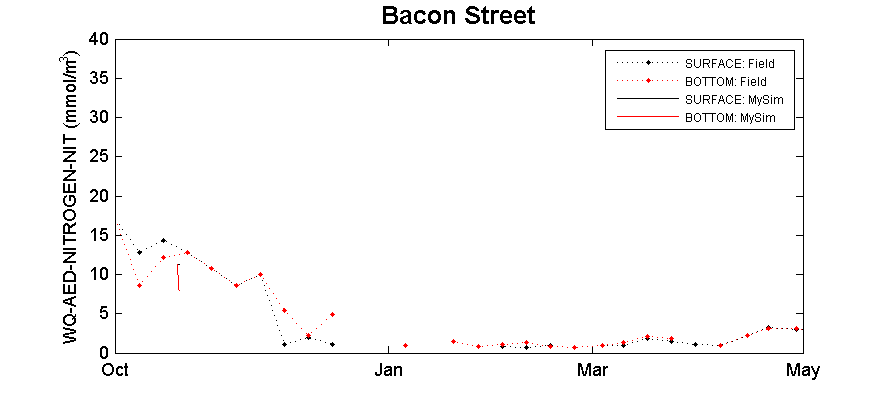 Bacon Street
WQ-AED-NITROGEN-NIT (mmol/m³)
40
35
30
25
20
15
10
5
0
Oct
Jan
Mar
May
SURFACE: Field
BOTTOM: Field
SURFACE: MySim
BOTTOM: MySim